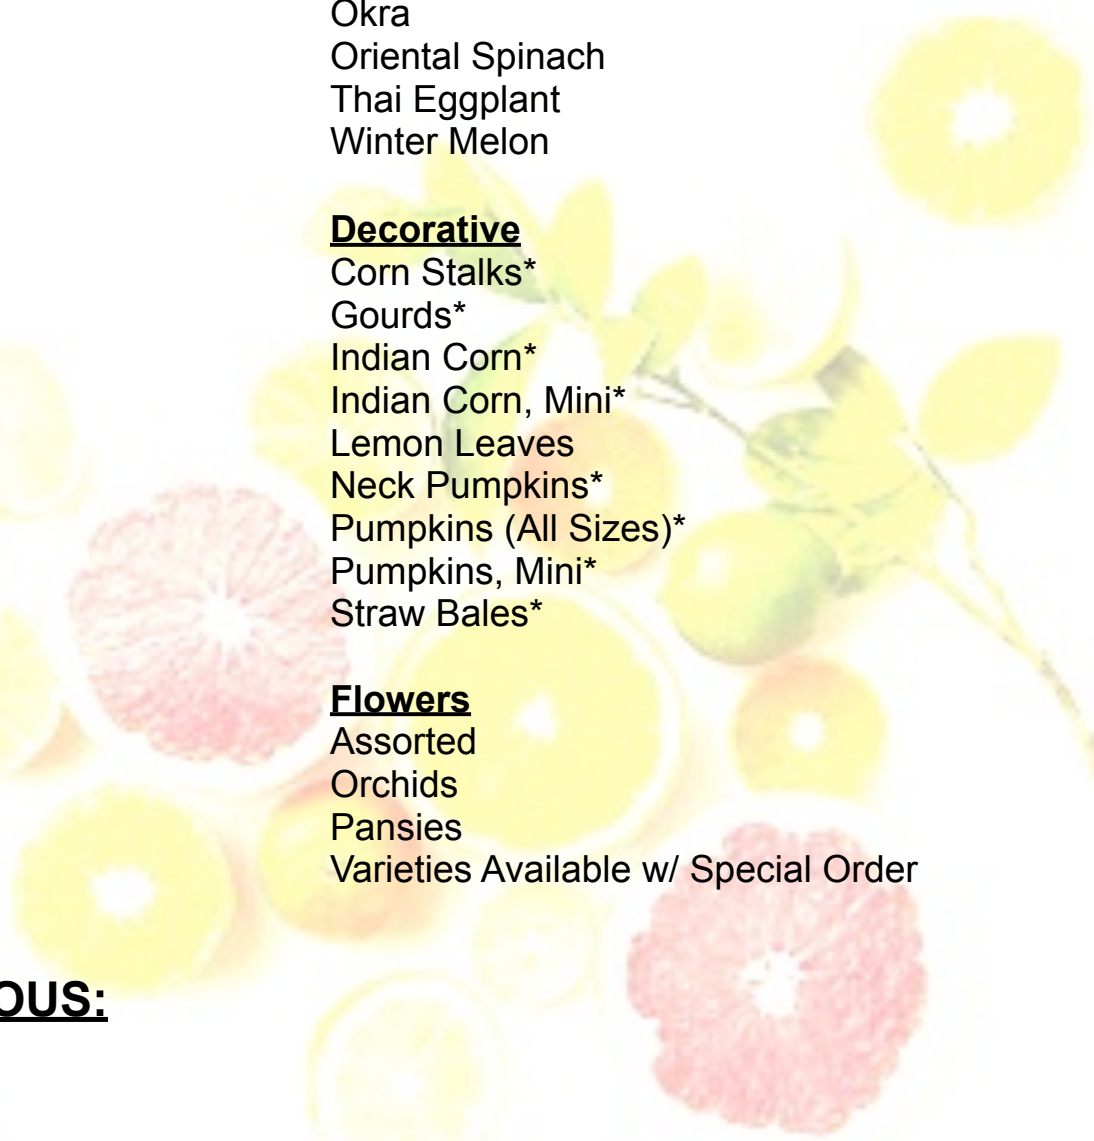 Okra
Oriental Spinach
Thai Eggplant
Winter Melon
Decorative
Corn Stalks*
Gourds*
Indian Corn*
Indian Corn, Mini*
Lemon Leaves
Neck Pumpkins*
Pumpkins (All Sizes)*
Pumpkins, Mini*
Straw Bales*
Flowers
Assorted
Orchids
Pansies
Varieties Available w/ Special Order
OUS: